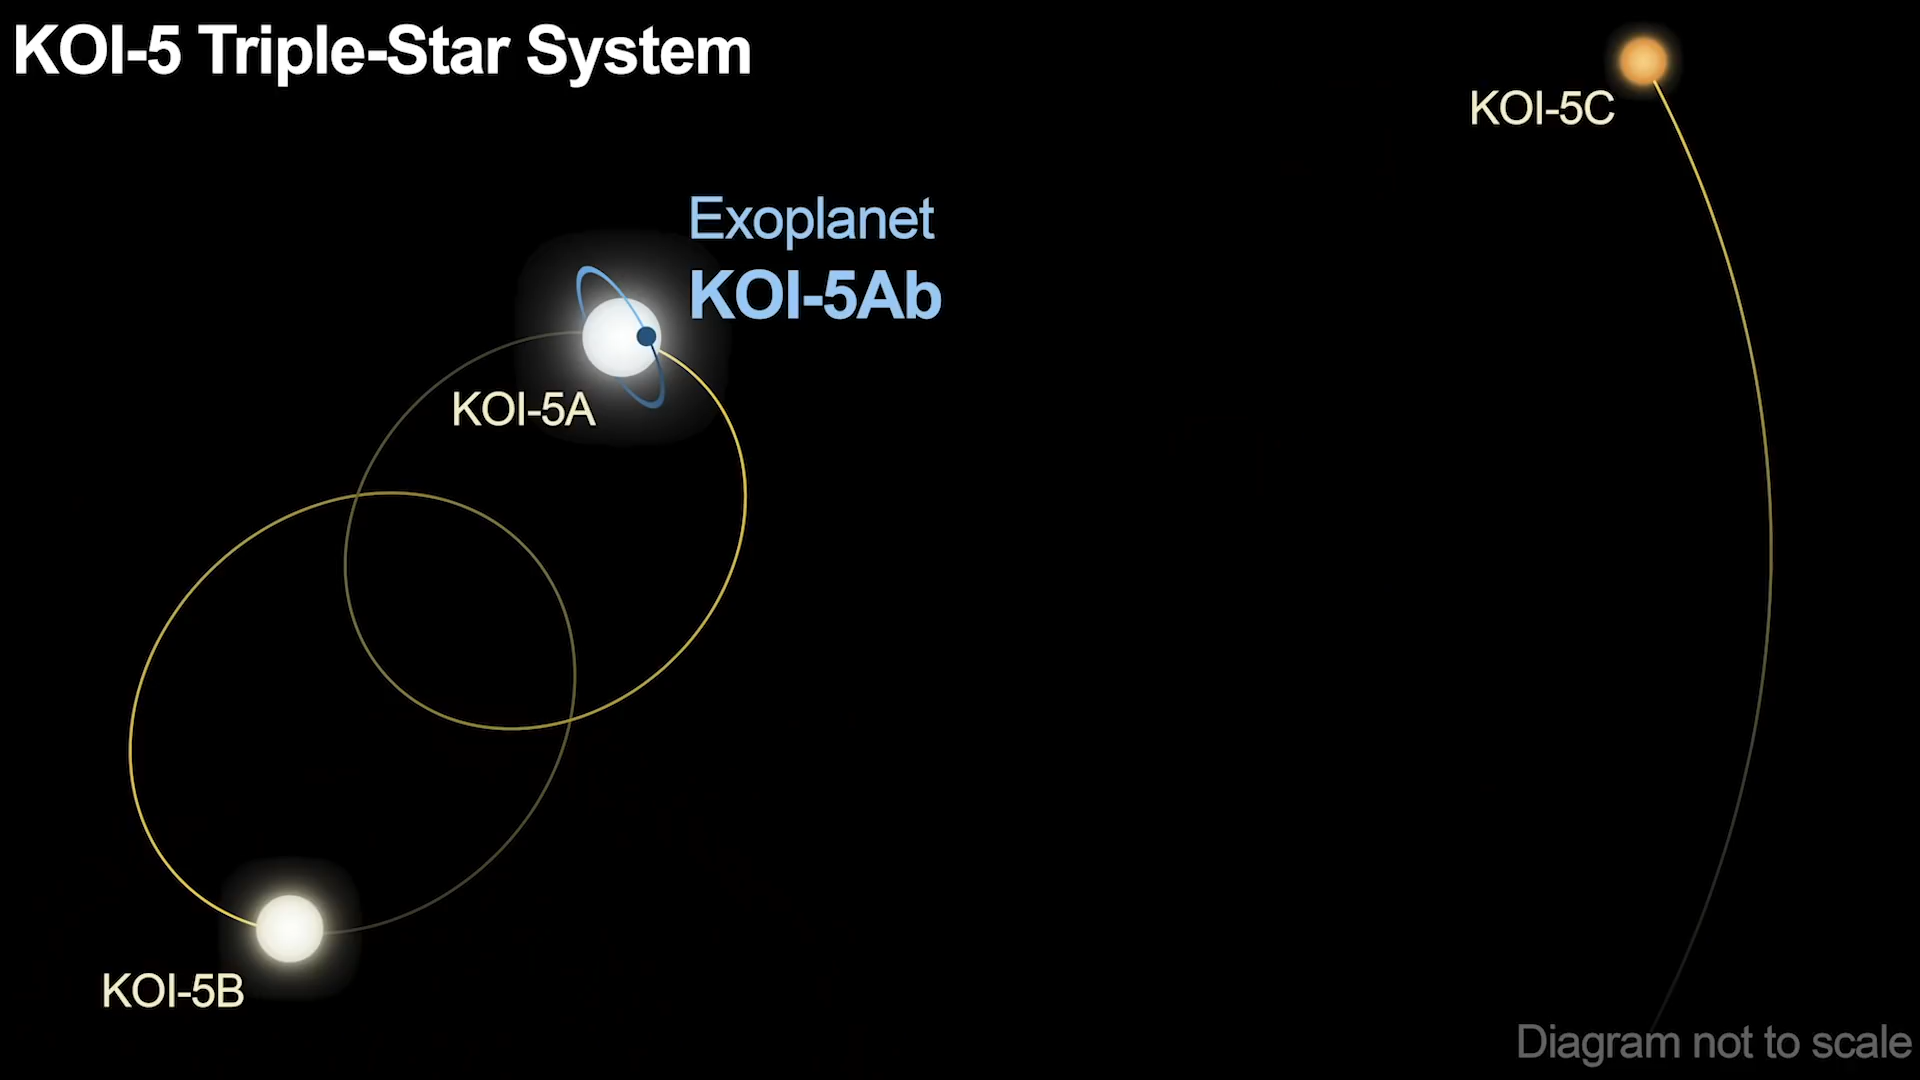 KOI-5 Triple-Star System
KOI-5C
Exoplanet
KOI-5Ab
KOI-5A
KOI-5B
Diagram not to scale